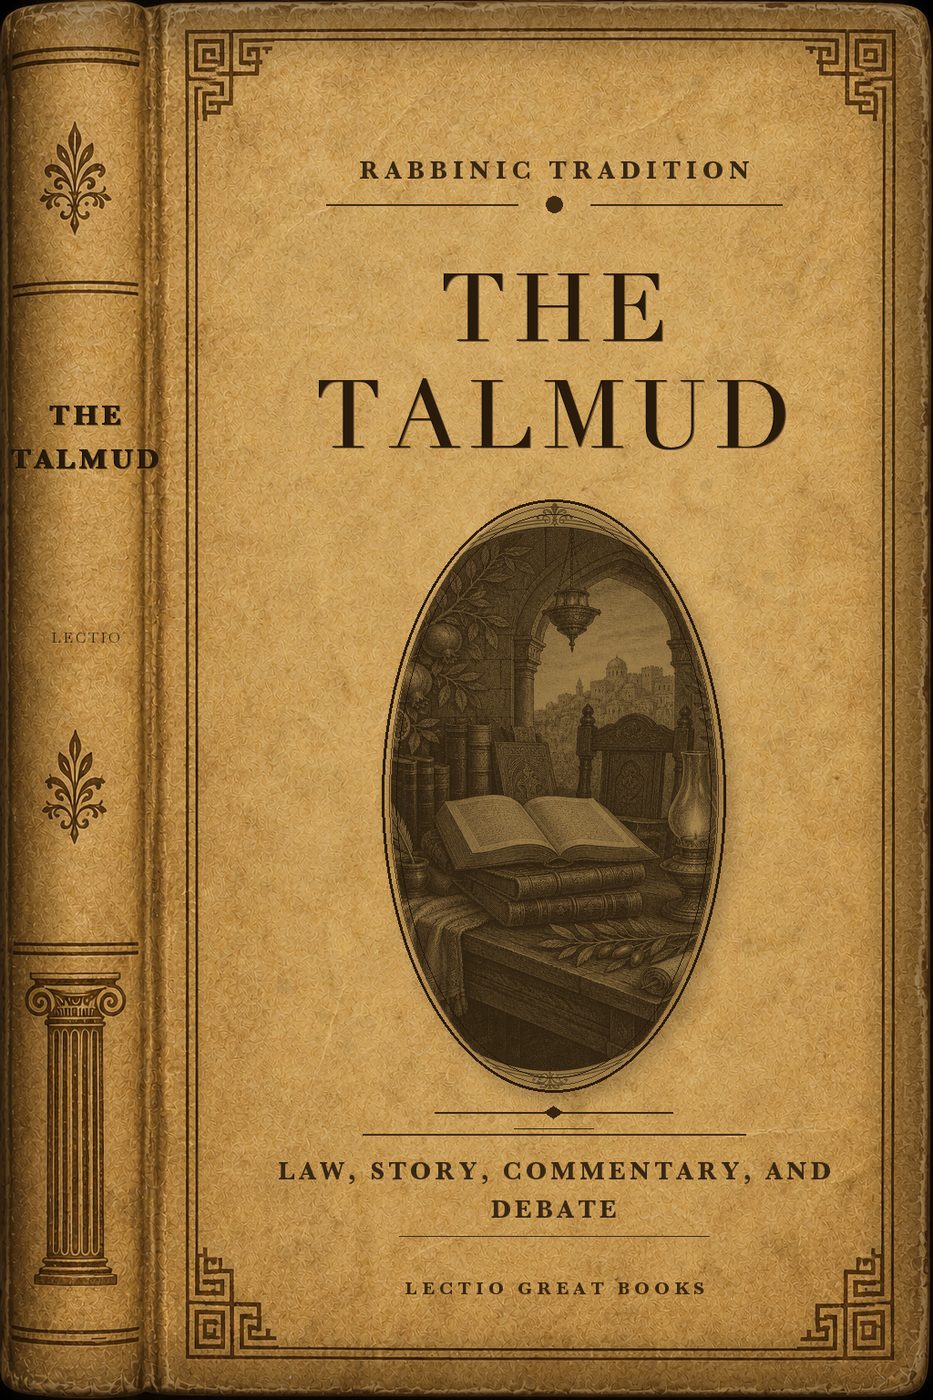 RABBINIC TRADITION
THE
TALMUD
LAW, STORY, COMMENTARY, AND
DEBATE
LECTIO GREAT BOOKS
THE
TALMUD
LECTIO